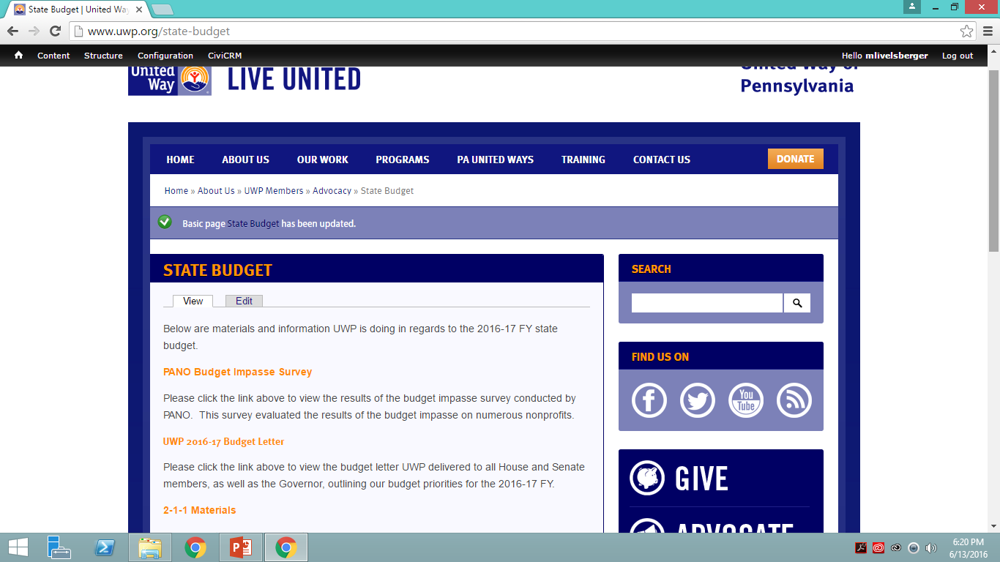 State Budget | United Wa
www.uwp.org/state-budget
Content Structure Configuration CiviCRM Hello mlivelsberger Log out
United
Way
LIVE UNITED
United Way of
Pennsylvania
HOME ABOUT US OUR WORK PROGRAMS PA UNITED WAYS TRAINING CONTACT US DONATE
Home » About Us » UWP Members » Advocacy » State Budget
Basic page State Budget has been updated.
STATE BUDGET
View Edit
Below are materials and information UWP is doing in regards to the 2016-17 FY state
budget.
PANO Budget Impasse Survey
Please click the link above to view the results of the budget impasse survey conducted by
PANO.  This survey evaluated the results of the budget impasse on numerous nonprofits.
UWP 2016-17 Budget Letter
Please click the link above to view the budget letter UWP delivered to all House and Senate
members, as well as the Governor, outlining our budget priorities for the 2016-17 FY.
2-1-1 Materials
SEARCH
FIND US ON
You
Tube
GIVE
ADVOCATE
6:20 PM
6/13/2016